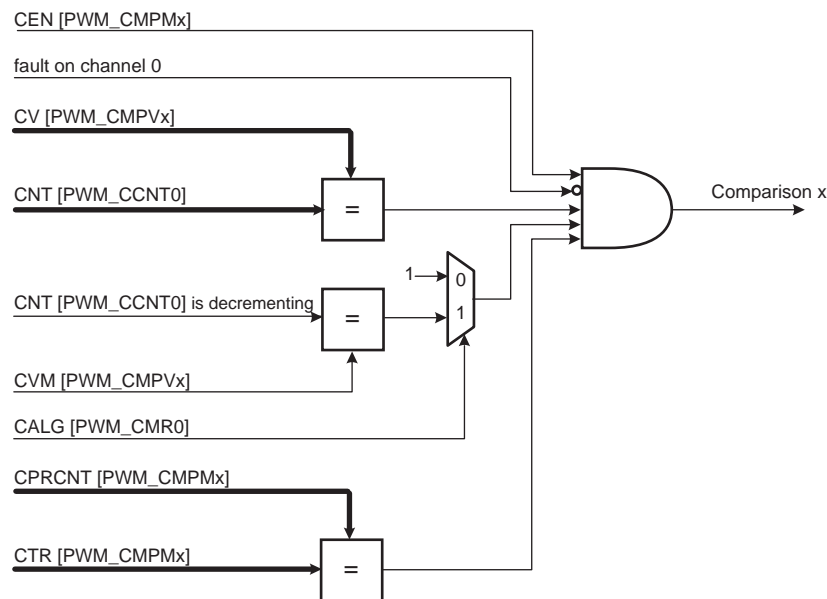 CEN [PWM_CMPMx]
fault on channel 0
CV [PWM_CMPVx]
CNT [PWM_CCNT0]
=
Comparison x
1
0
CNT [PWM_CCNT0] is decrementing
=
1
CVM [PWM_CMPVx]
CALG [PWM_CMR0]
CPRCNT [PWM_CMPMx]
CTR [PWM_CMPMx]
=